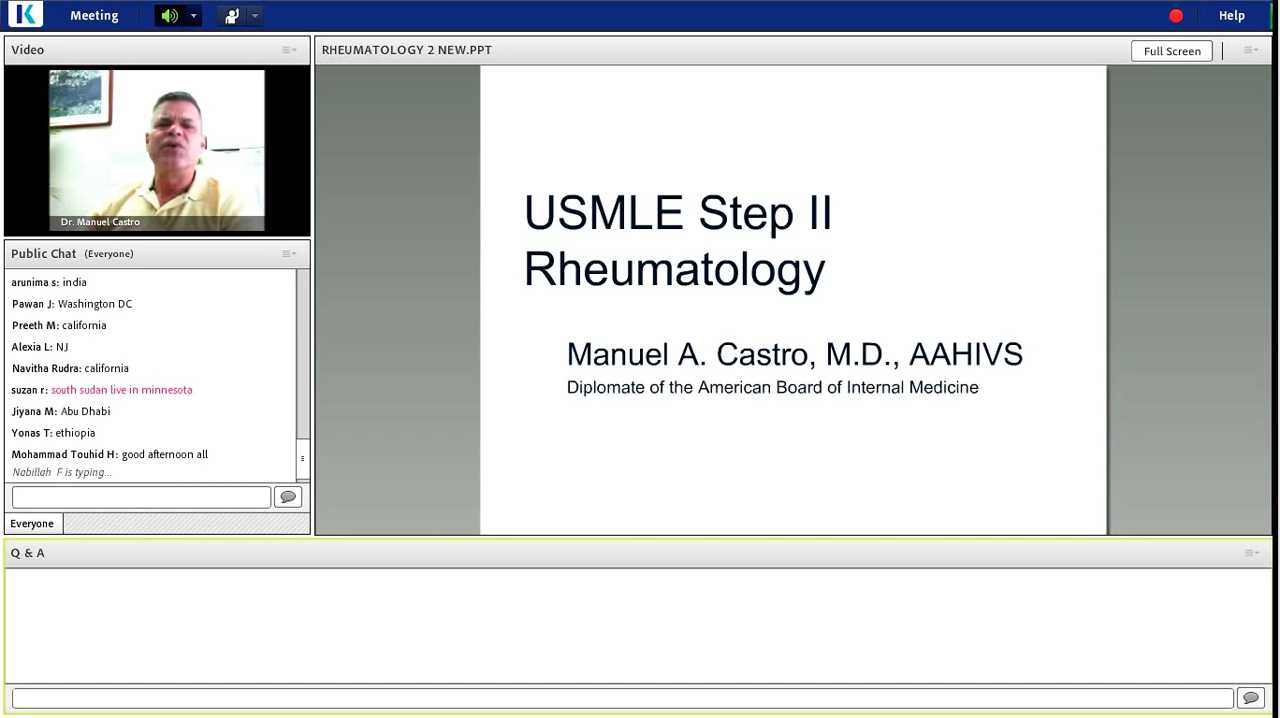 K
Meeting
Help
Video
Dr. Manuel Castro
Public Chat (Everyone)
arunima s: india
Pawan J: Washington DC
Preeth M: california
Alexia L: NJ
Navitha Rudra: california
suzan r: south sudan live in minnesota
Jiyana M: Abu Dhabi
Yonas T: ethiopia
Mohammad Touhid H: good afternoon all
Nabillah F is typing...
Everyone
RHEUMATOLOGY 2 NEW.PPT
Full Screen
USMLE Step II
Rheumatology
Manuel A. Castro, M.D., AAHIVS
Diplomate of the American Board of Internal Medicine
Q & A